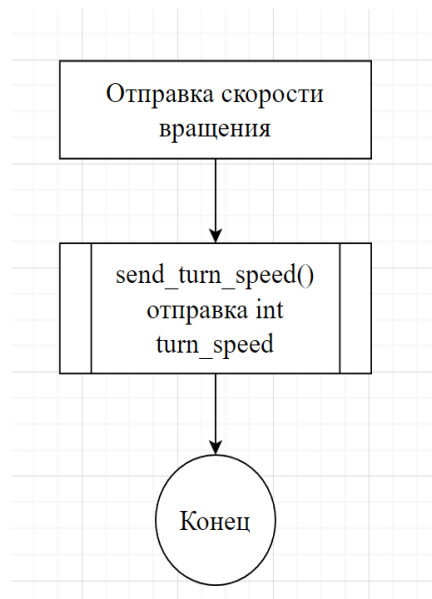 Отправка скорости
вращения
send_turn_speed()
отправка int
turn_speed
Конец